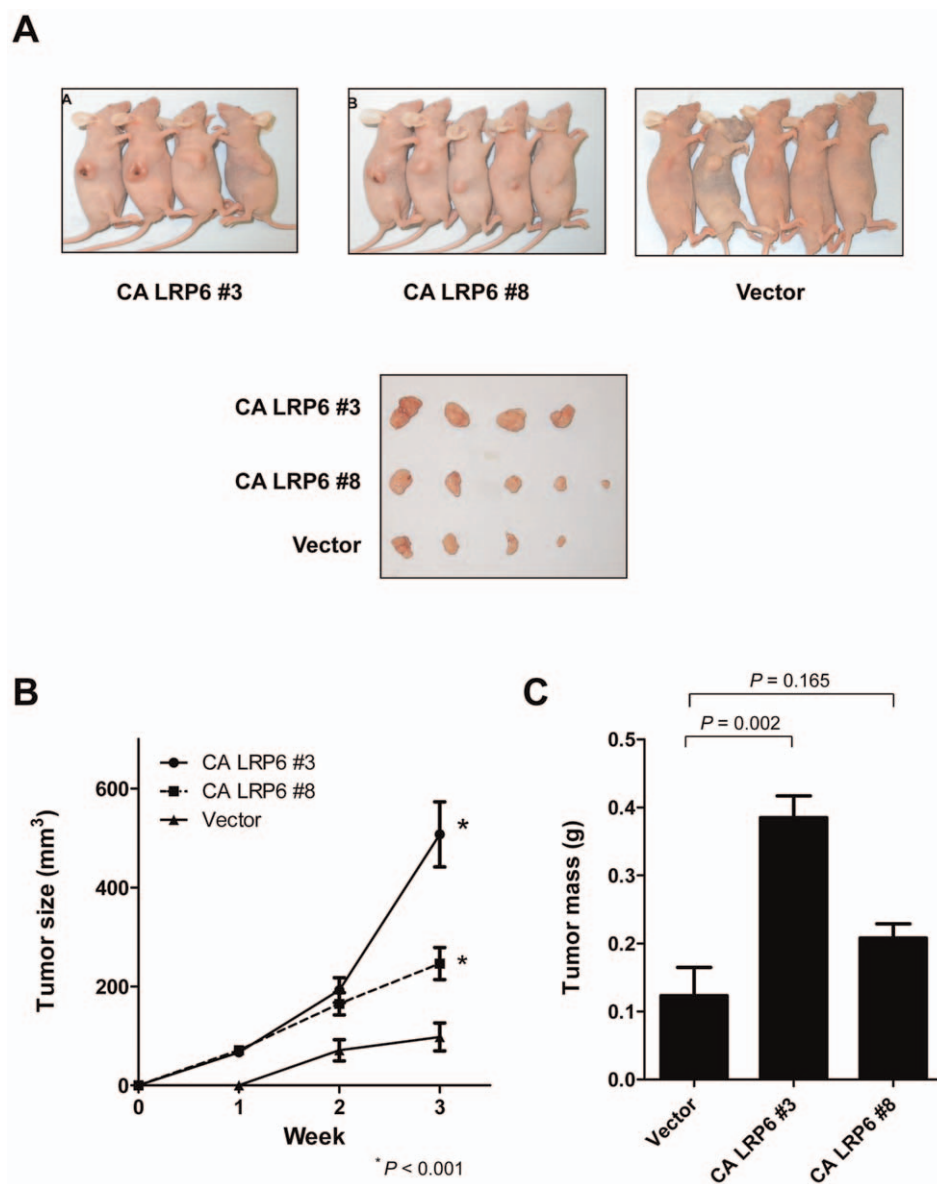 A
A
B
CA LRP6 #3
CA LRP6 #8
Vector
CA LRP6 #3
CA LRP6 #8
Vector
B
CA LRP6 #3
CA LRP6 #8
Vector
Tumor size (mm³)
600
400
200
0
*
*
0 1 2 3
Week
* P < 0.001
C
P = 0.165
P = 0.002
Tumor mass (g)
0.5
0.4
0.3
0.2
0.1
0.0
Vector
CA LRP6 #3
CA LRP6 #8